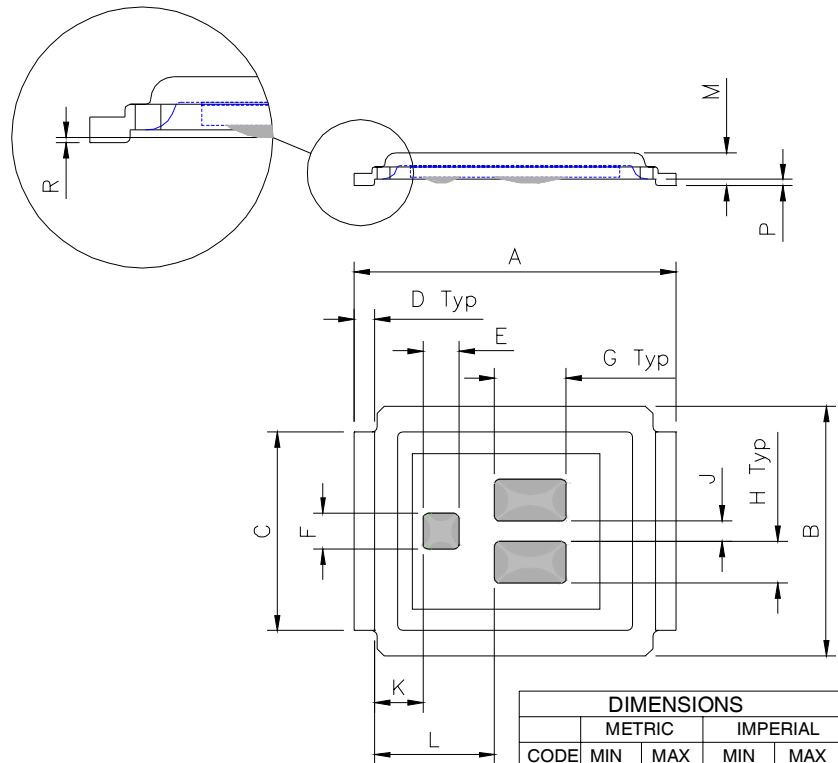 R
M
P
A
D Typ
E
G Typ
C
F
J
H Typ
B
K
L
DIMENSIONS
METRIC IMPERIAL
CODE MIN MAX MIN MAX